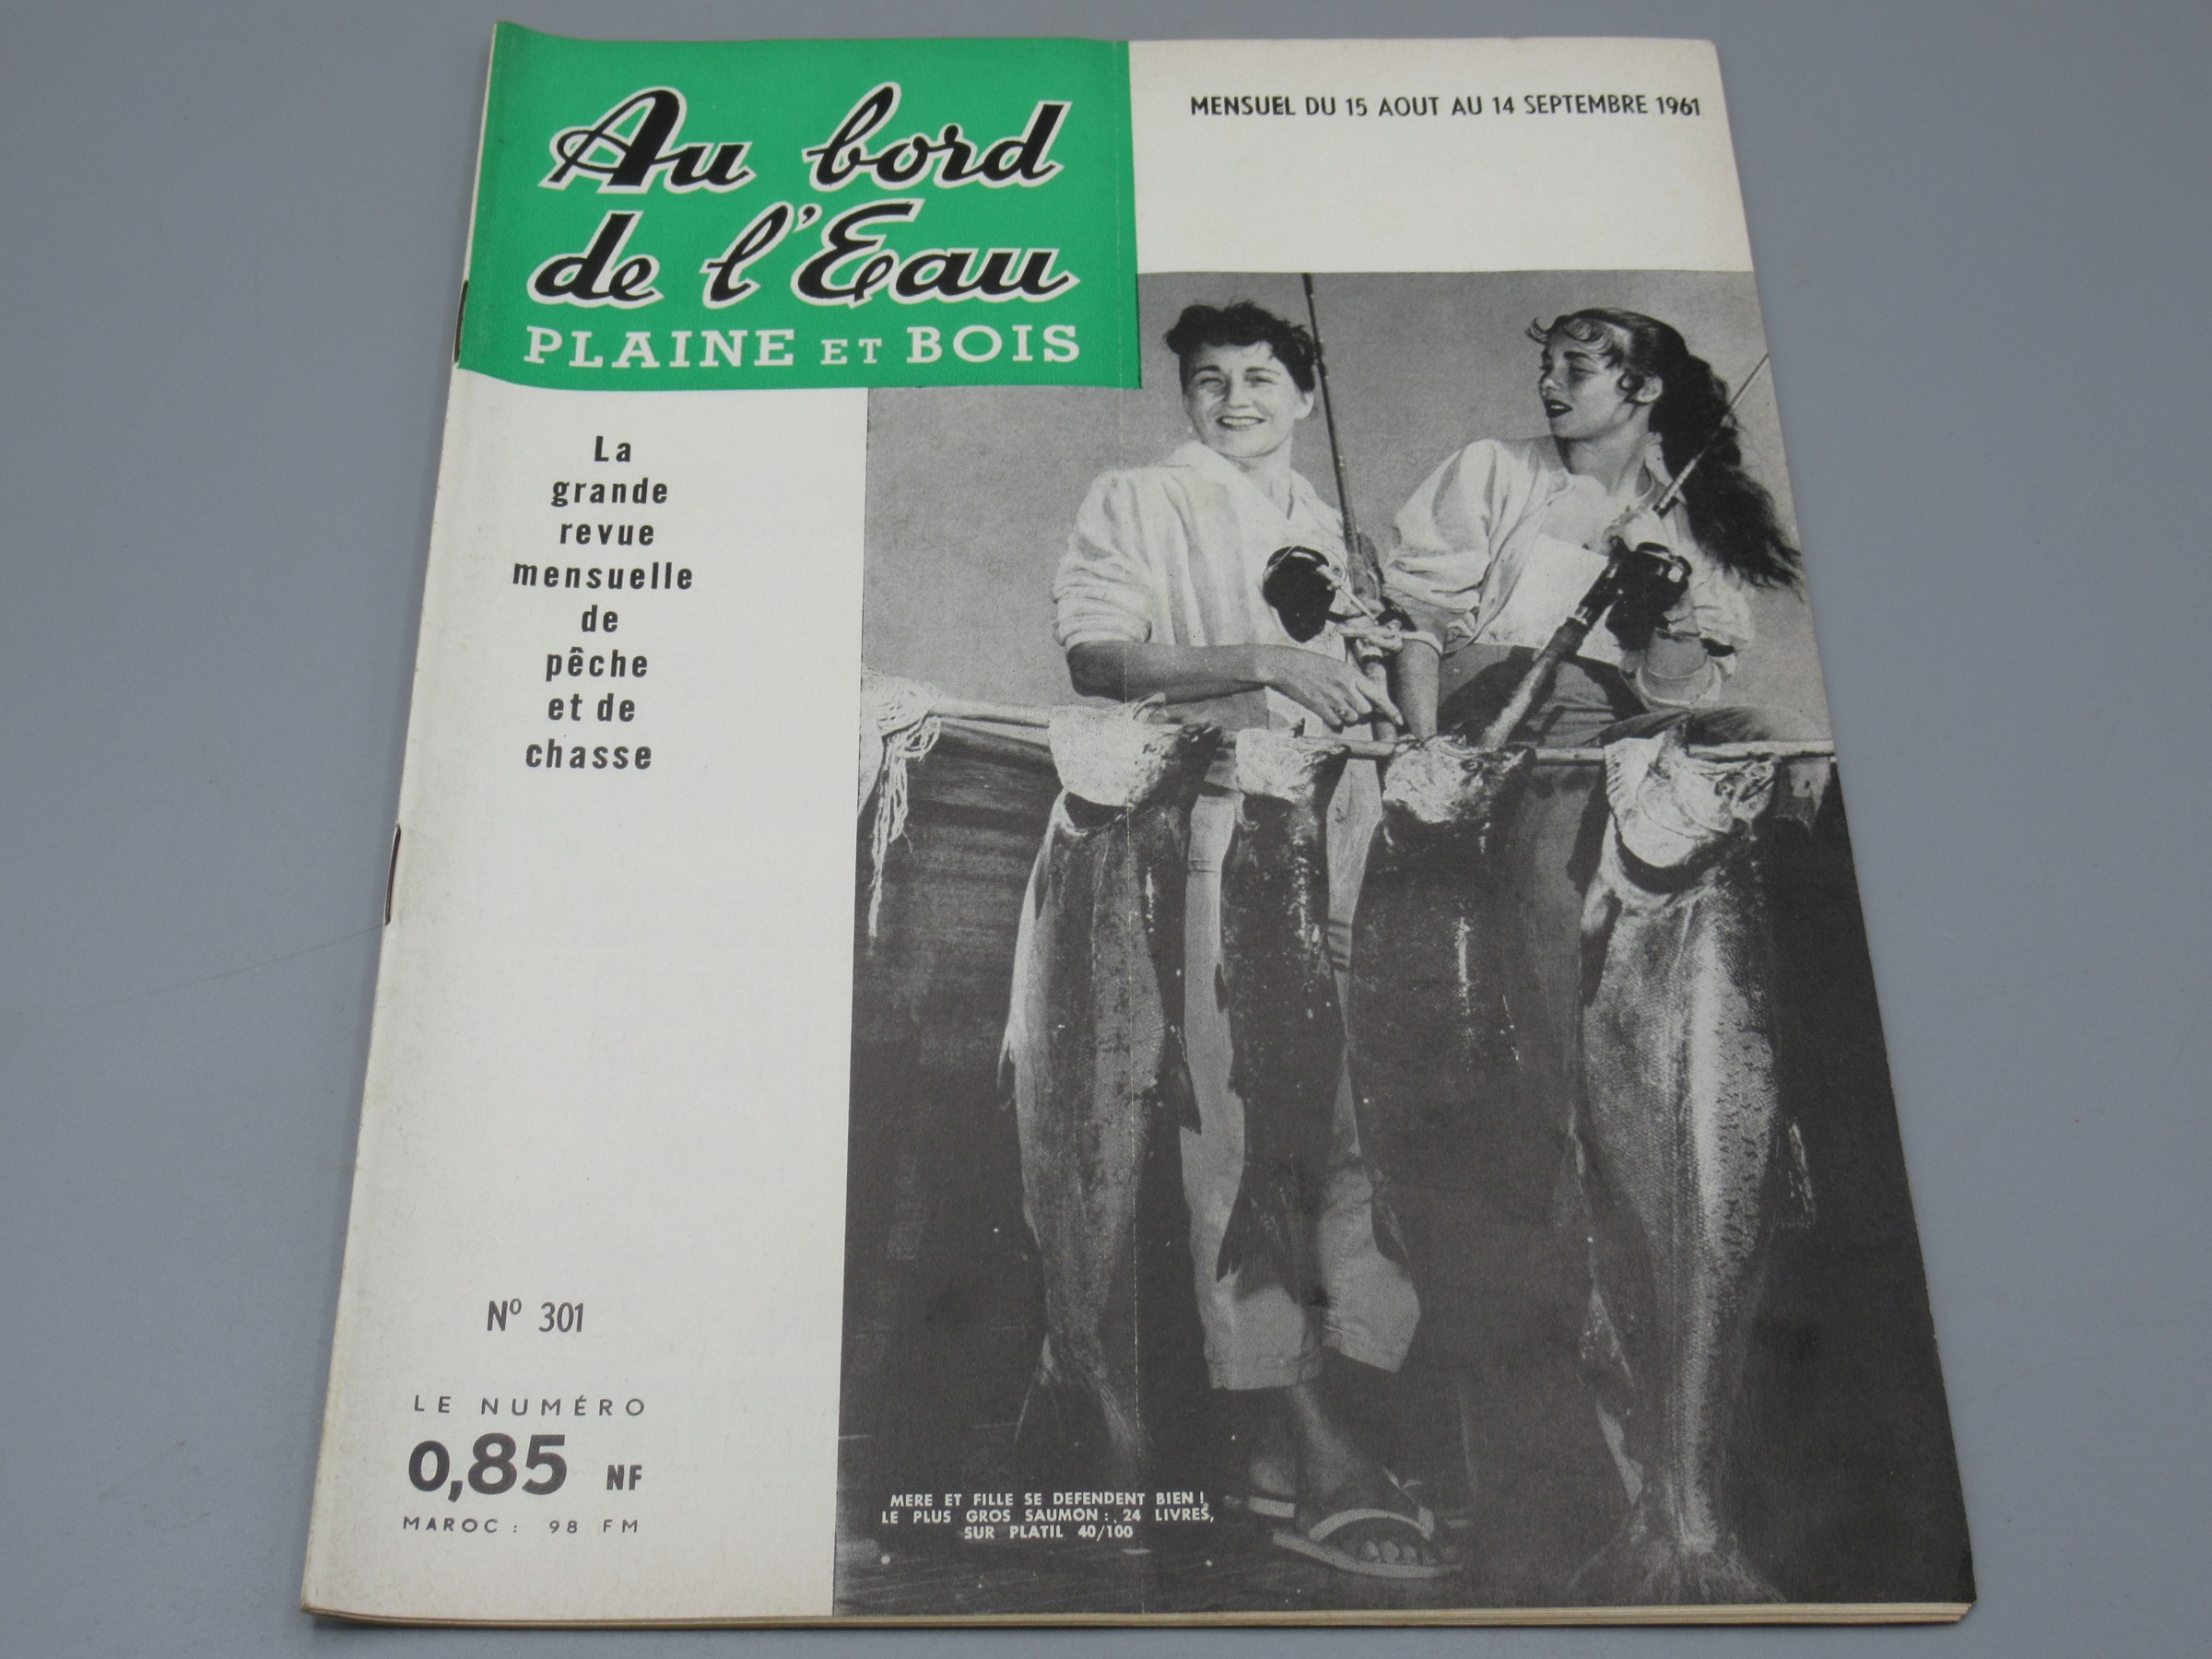 Au bord
de l'Eau
PLAINE ET BOIS
MENSUEL DU 15 AOUT AU 14 SEPTEMBRE 1961
La
grande
revue
mensuelle
de
pêche
et de
chasse
Nº 301
LE NUMÉRO
0,85 NF
MAROC : 98 FM
MERE ET FILLE SE DEFENDENT BIEN !
LE PLUS GROS SAUMON : 24 LIVRES,
SUR PLATIL 40/100